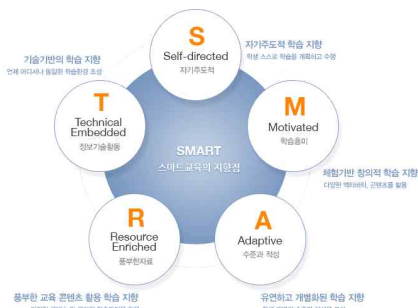 S
Self-directed
자기주도적
자기주도적 학습 지향
학생 스스로 학습을 계획하고 수행
기술기반의 학습 지향
언제 어디서나 동일한 학습환경 조성
T
Technical
Embedded
정보기술활동
M
Motivated
학습흥미
SMART
스마트교육의 지향점
체험기반 창의적 학습 지향
다양한 액티비티, 콘텐츠를 활용
R
Resource
Enriched
풍부한자료
A
Adaptive
수준과 적성
풍부한 교육 콘텐츠 활용 학습 지향
유연하고 개별화된 학습 지향